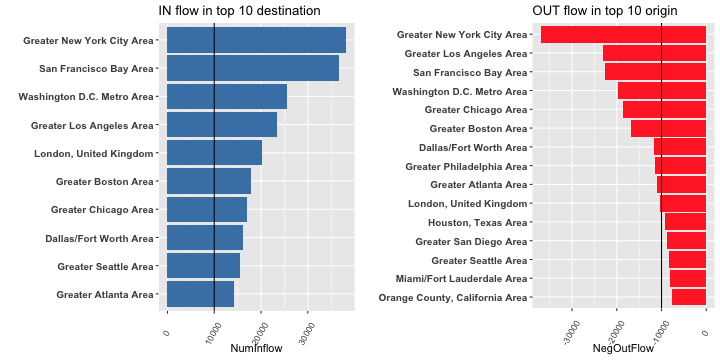 IN flow in top 10 destination
Greater New York City Area
San Francisco Bay Area
Washington D.C. Metro Area
Greater Los Angeles Area
London, United Kingdom
Greater Boston Area
Greater Chicago Area
Dallas/Fort Worth Area
Greater Seattle Area
Greater Atlanta Area
0
10000
20000
30000
NumInflow
OUT flow in top 10 origin
Greater New York City Area
Greater Los Angeles Area
San Francisco Bay Area
Washington D.C. Metro Area
Greater Chicago Area
Greater Boston Area
Dallas/Fort Worth Area
Greater Philadelphia Area
Greater Atlanta Area
London, United Kingdom
Houston, Texas Area
Greater San Diego Area
Greater Seattle Area
Miami/Fort Lauderdale Area
Orange County, California Area
-30000
-20000
-10000
0
NegOutFlow